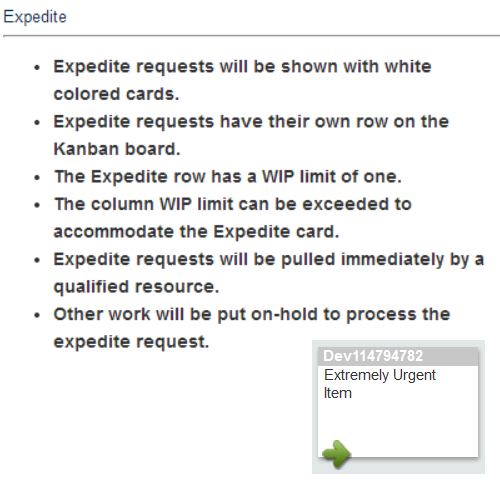 Expedite
• Expedite requests will be shown with white
colored cards.
• Expedite requests have their own row on the
Kanban board.
• The Expedite row has a WIP limit of one.
• The column WIP limit can be exceeded to
accommodate the Expedite card.
• Expedite requests will be pulled immediately by a
qualified resource.
• Other work will be put on-hold to process the
expedite request.
Dev114794782
Extremely Urgent
Item